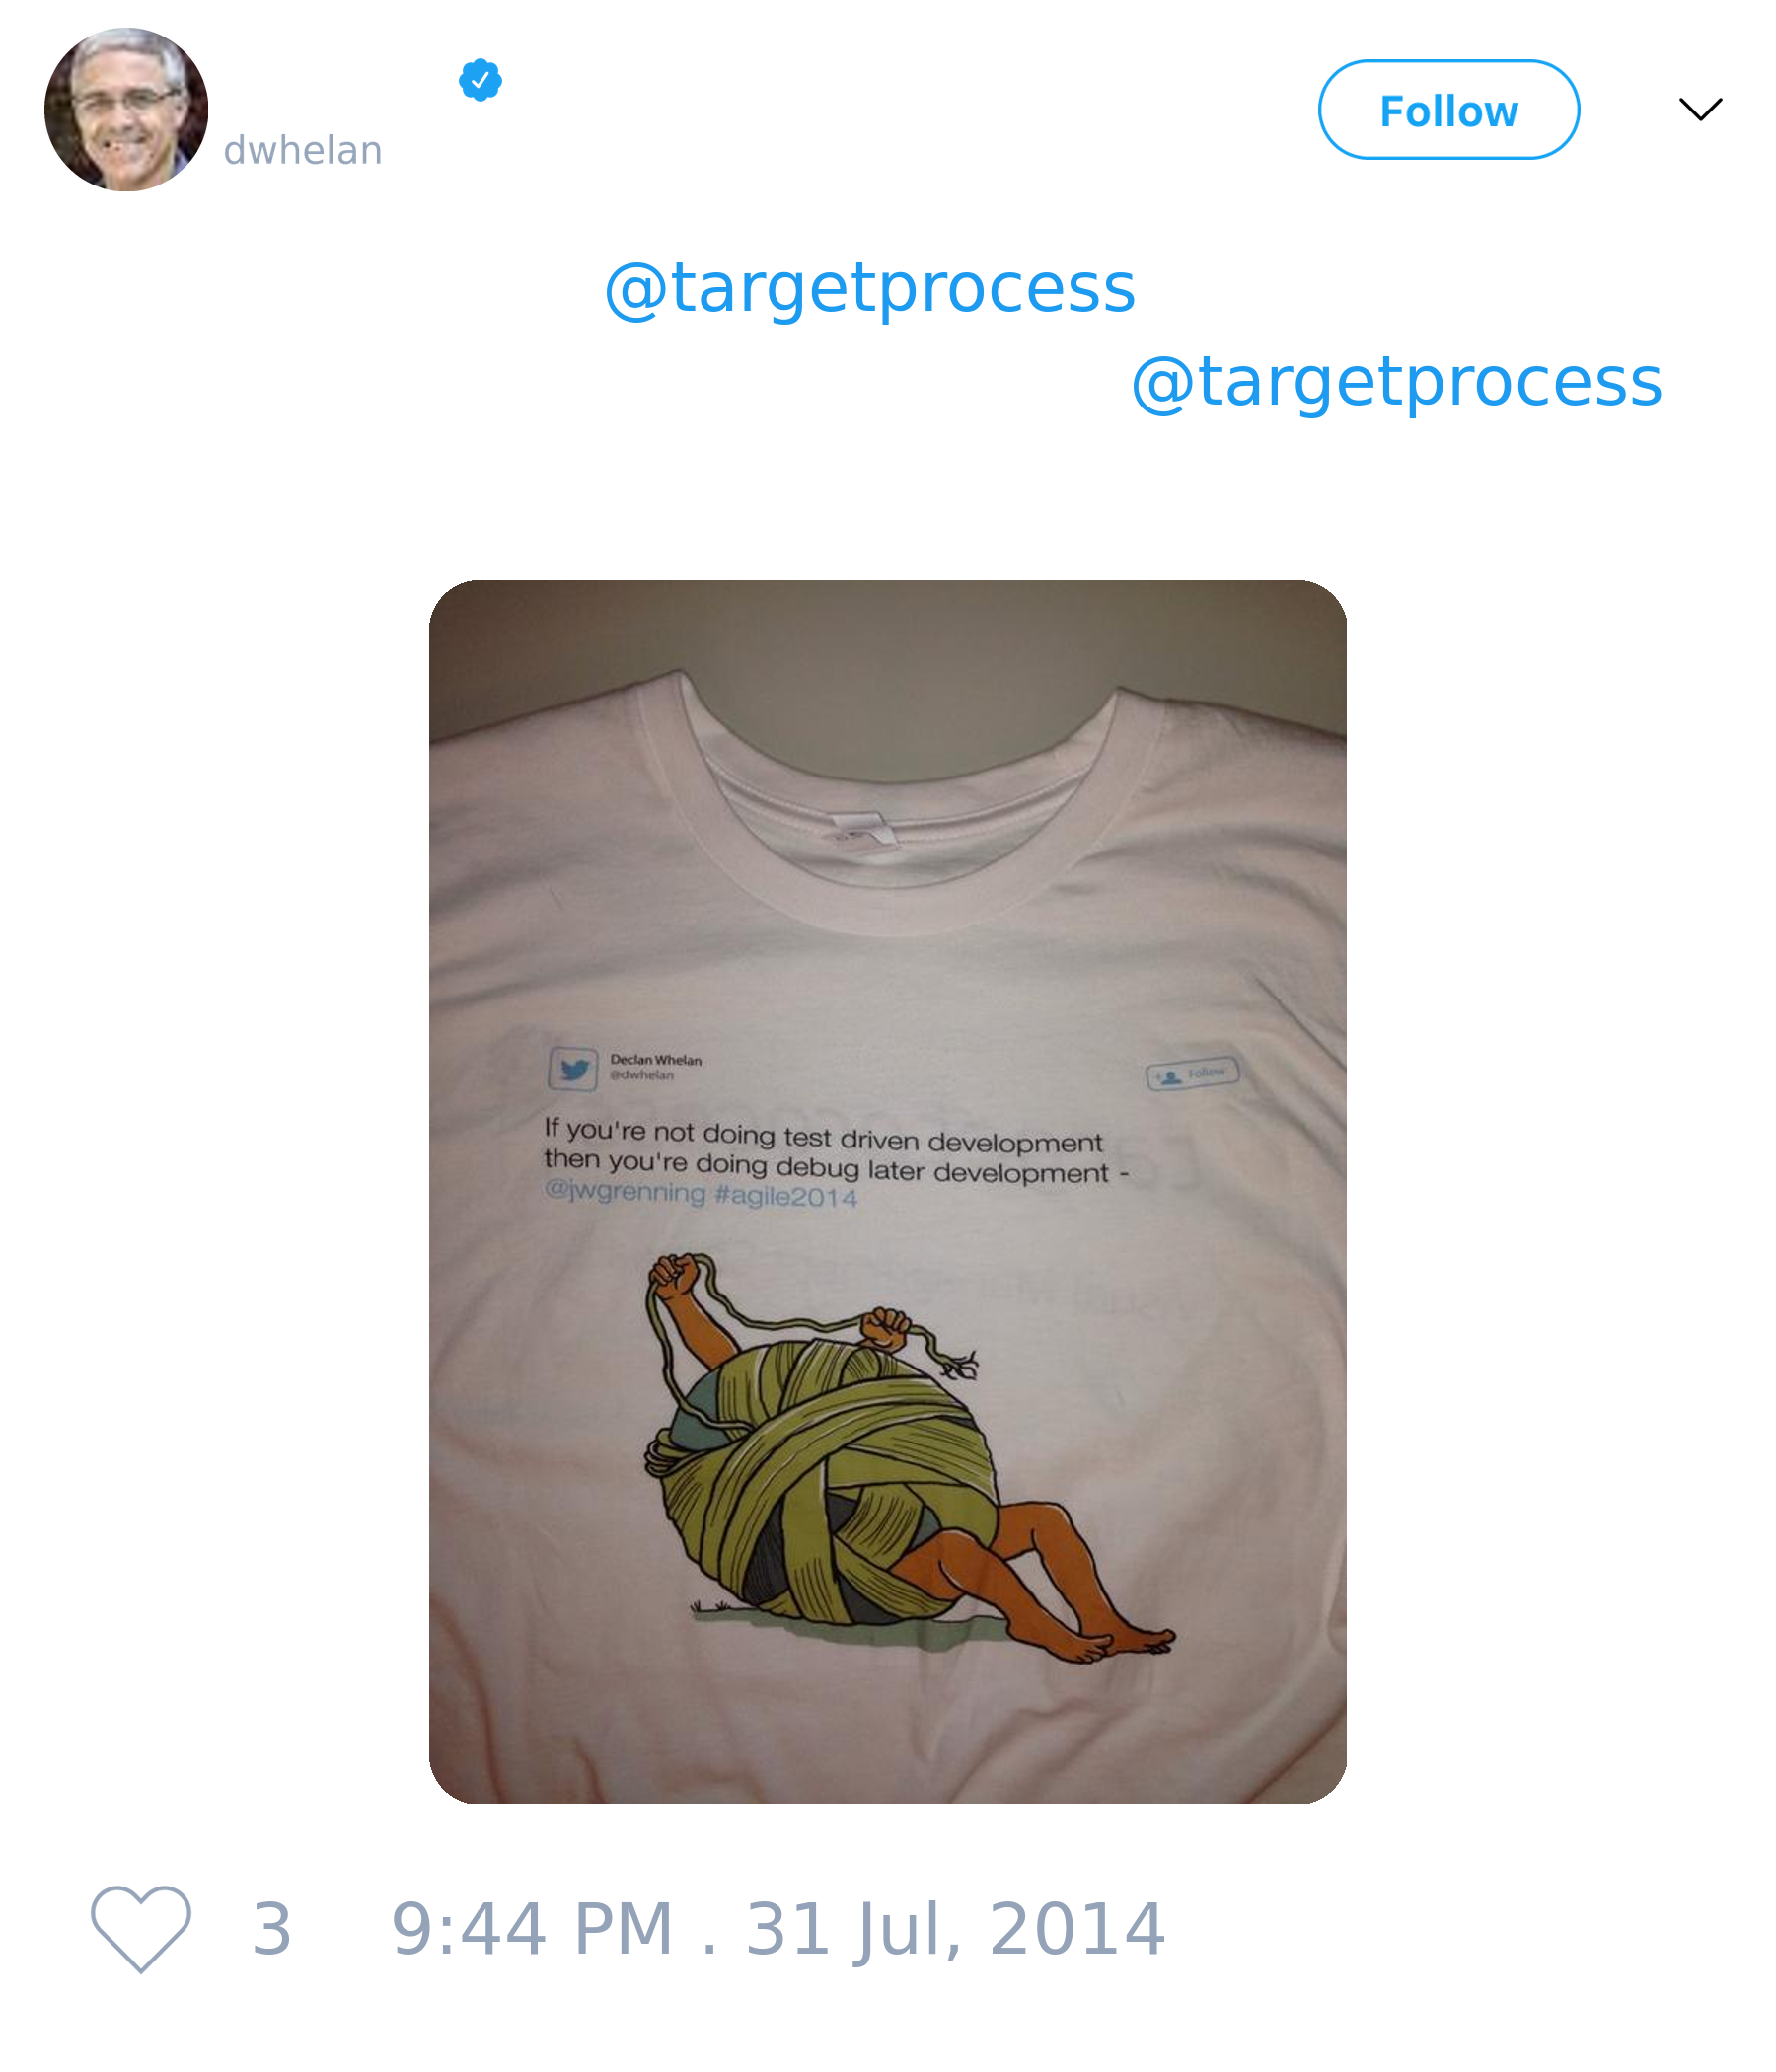 dwhelan
Follow
@targetprocess
@targetprocess
Declan Whelan
@dwhelan
Follow
If you're not doing test driven development
then you're doing debug later development -
@jwgrenning #agile2014
3 9:44 PM . 31 Jul, 2014